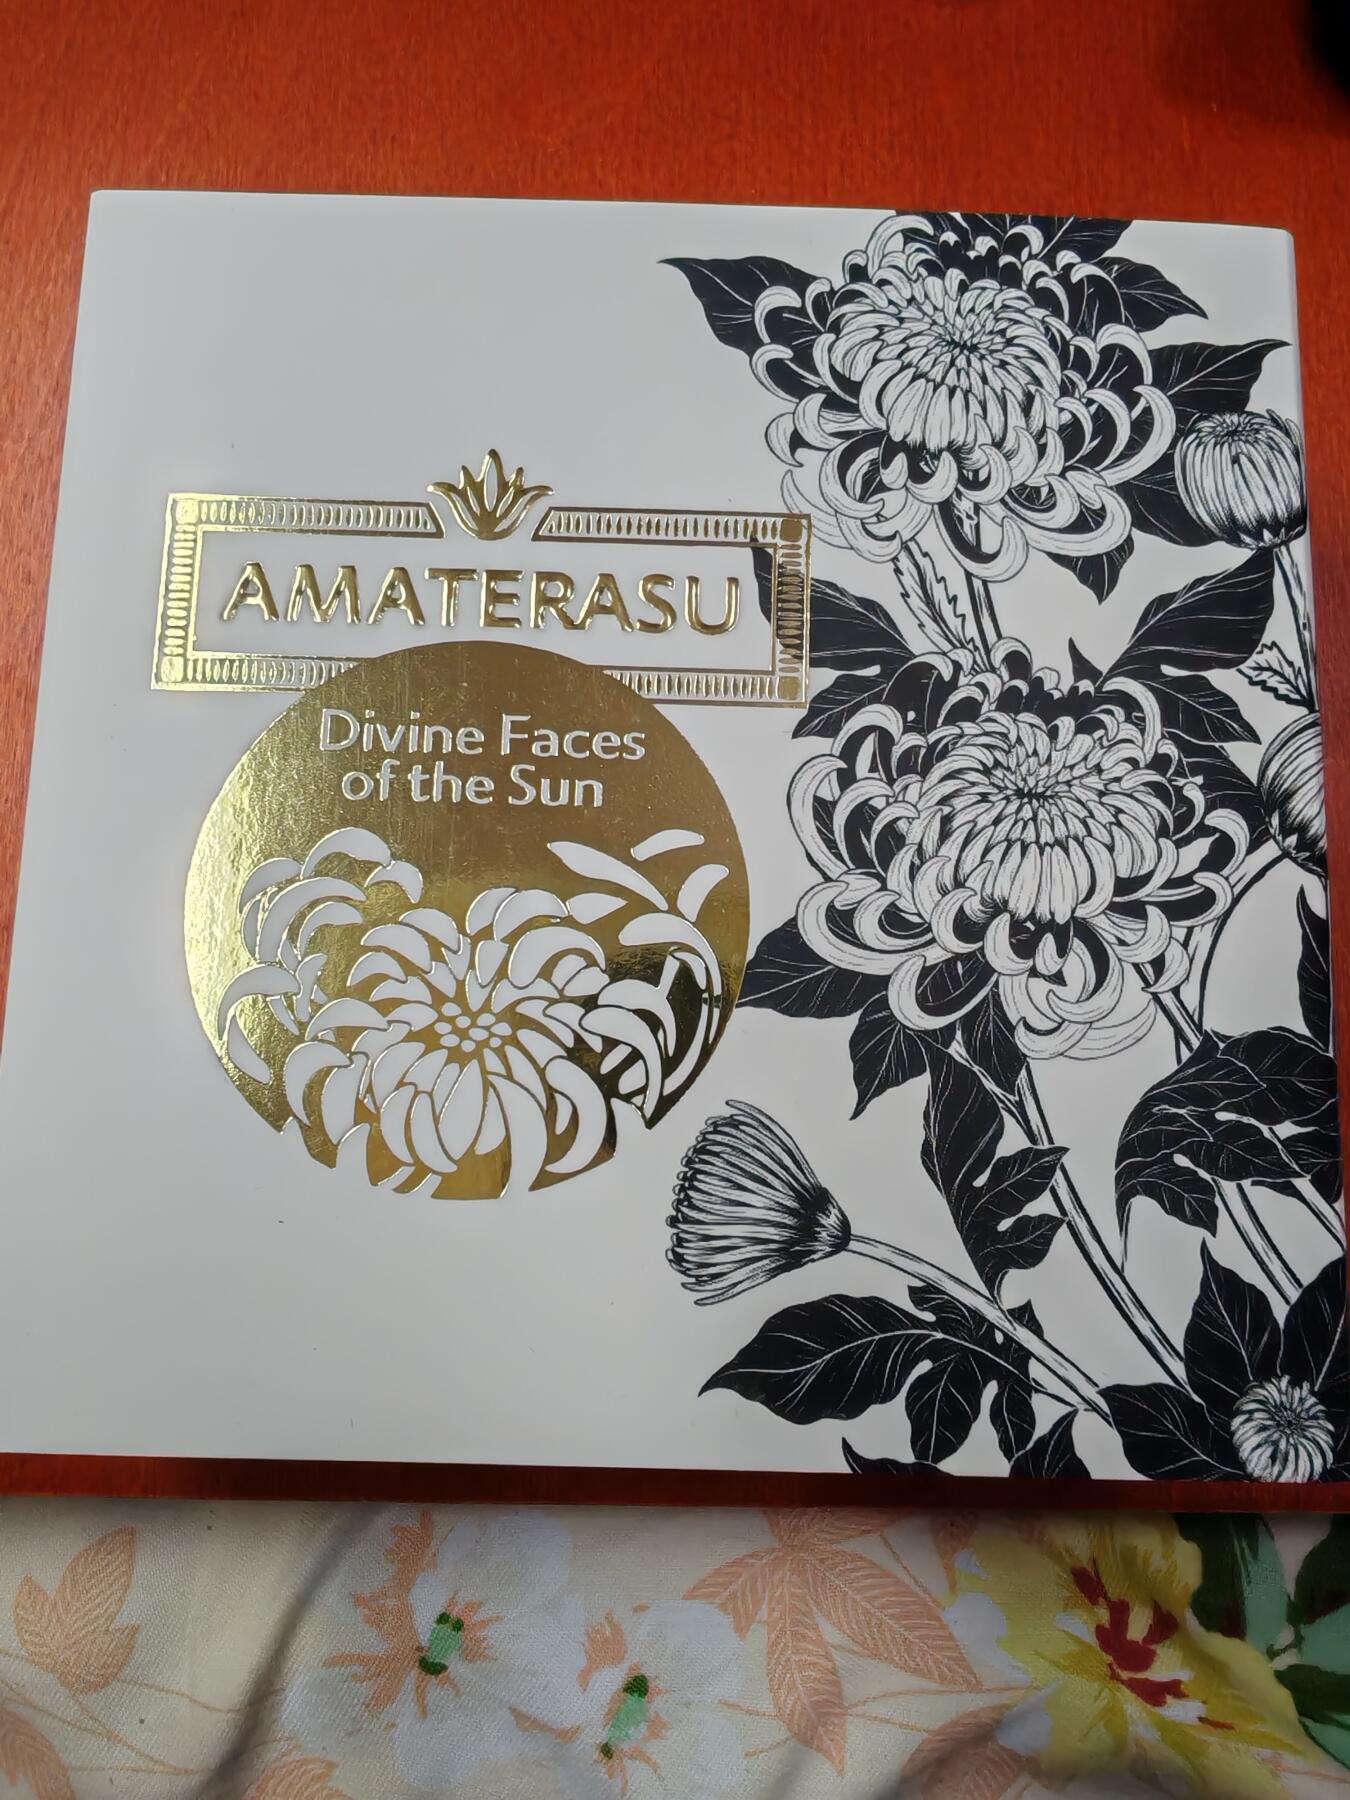 AMATERASU
Divine Faces
of the Sun